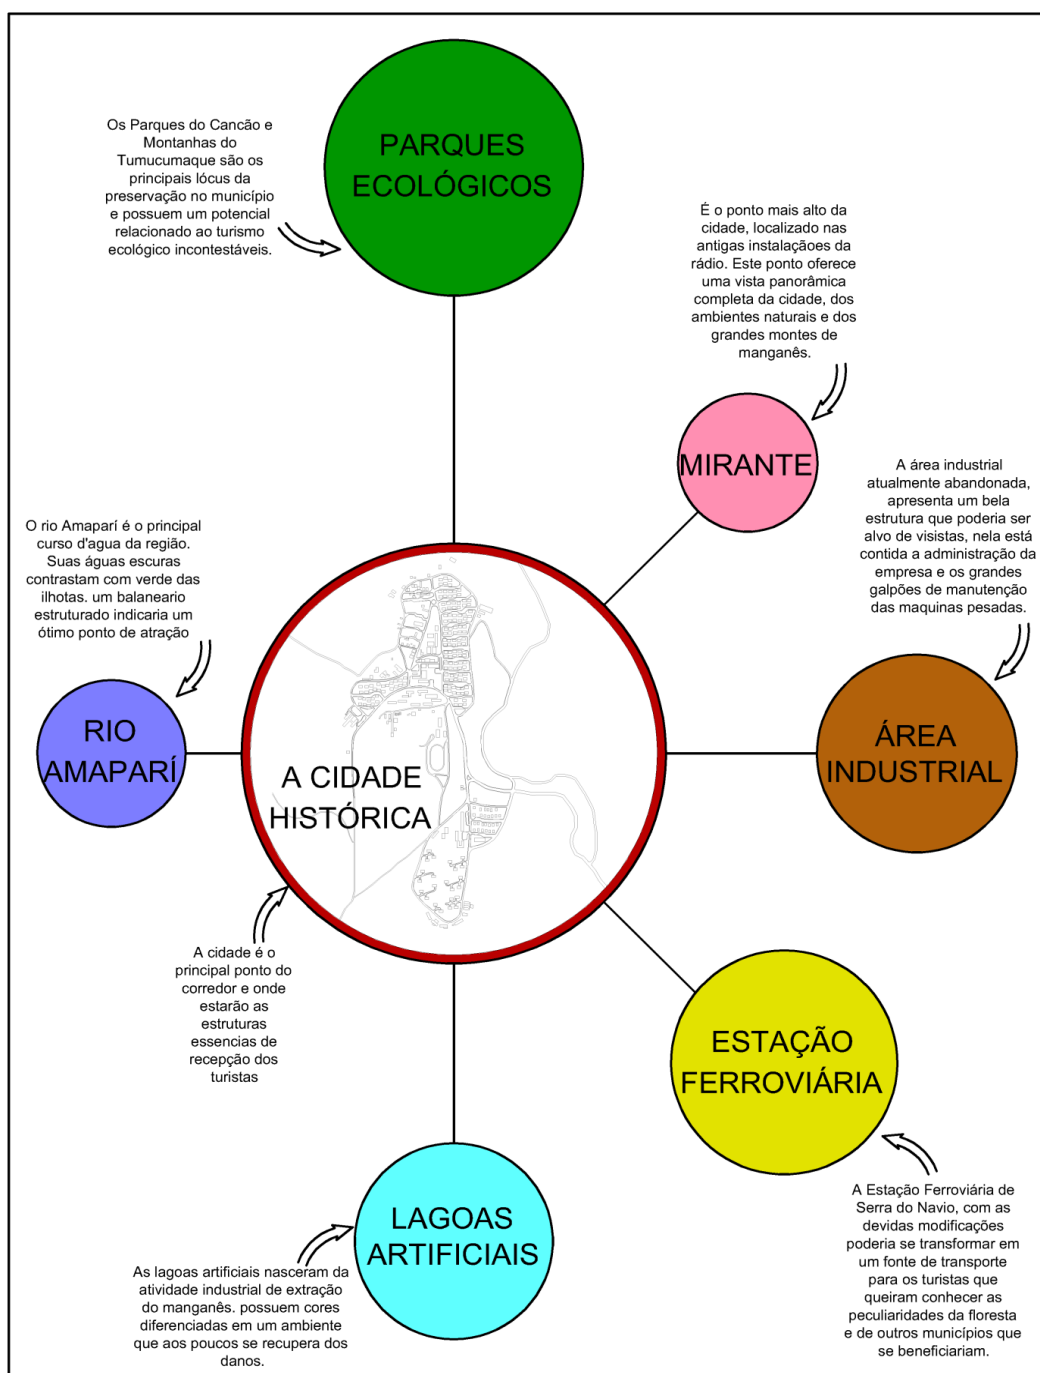 PARQUES
ECOLÓGICOS
Os Parques do Cancão e
Montanhas do
Tumucumaque são os
principais lócus da
preservação no município
e possuem um potencial
relacionado ao turismo
ecológico incontestáveis.
É o ponto mais alto da
cidade, localizado nas
antigas instalaçãoes da
rádio. Este ponto oferece
uma vista panorâmica
completa da cidade, dos
ambientes naturais e dos
grandes montes de
manganês.
MIRANTE
A área industrial
atualmente abandonada,
apresenta um bela
estrutura que poderia ser
alvo de visistas, nela está
contida a administração da
empresa e os grandes
galpões de manutenção
das maquinas pesadas.
ÁREA
INDUSTRIAL
O rio Amaparí é o principal
curso d'agua da região.
Suas águas escuras
contrastam com verde das
ilhotas. um balneario
estruturado indicaria um
ótimo ponto de atração
RIO
AMAPARÍ
A CIDADE
HISTÓRICA
A cidade é o
principal ponto do
corredor e onde
estarão as
estruturas
essencias de
recepção dos
turistas
ESTAÇÃO
FERROVIÁRIA
A Estação Ferroviária de
Serra do Navio, com as
devidas modificações
poderia se transformar em
um fonte de transporte
para os turistas que
queiram conhecer as
peculiaridades da floresta
e de outros municípios que
se beneficiariam.
LAGOAS
ARTIFICIAIS
As lagoas artificiais nasceram da
atividade industrial de extração
do manganês. possuem cores
diferenciadas em um ambiente
que aos poucos se recupera dos
danos.